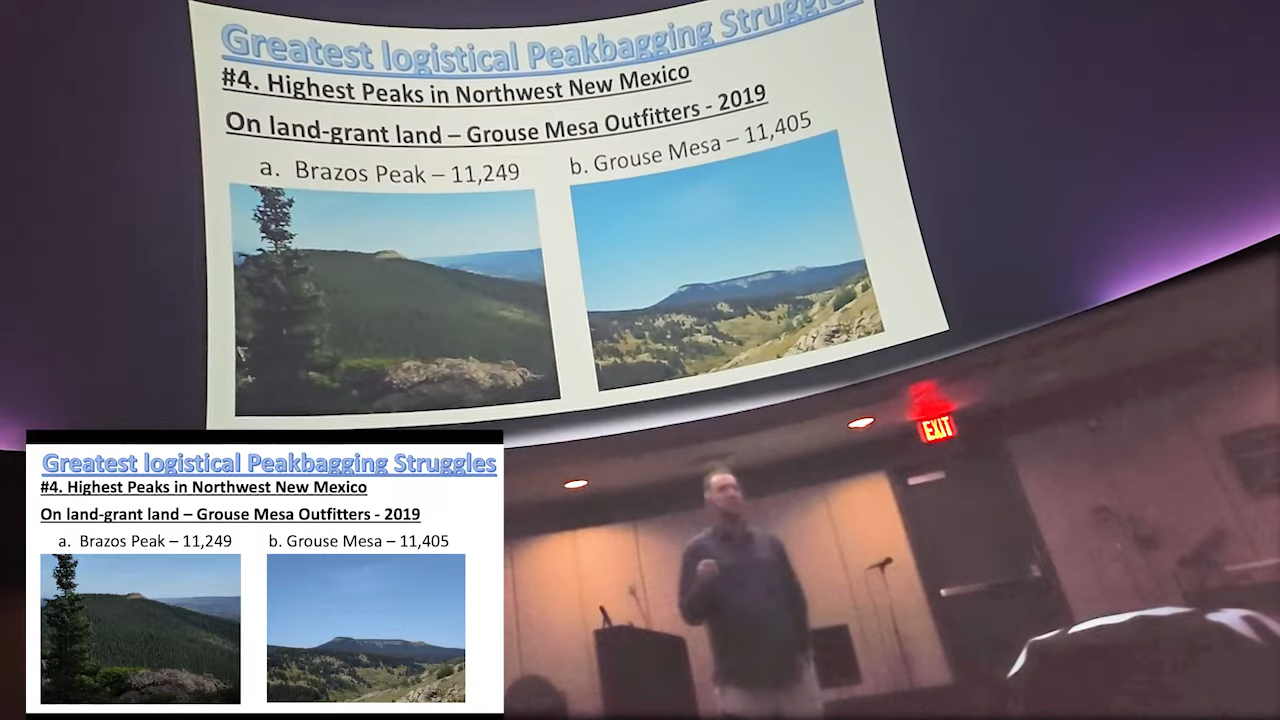 Greatest logistical Peakbagging Struggles
#4. Highest Peaks in Northwest New Mexico
On land-grant land – Grouse Mesa Outfitters - 2019
a. Brazos Peak – 11,249
b. Grouse Mesa – 11,405
EXIT
Greatest logistical Peakbagging Struggles
#4. Highest Peaks in Northwest New Mexico
On land-grant land – Grouse Mesa Outfitters - 2019
a. Brazos Peak – 11,249
b. Grouse Mesa – 11,405